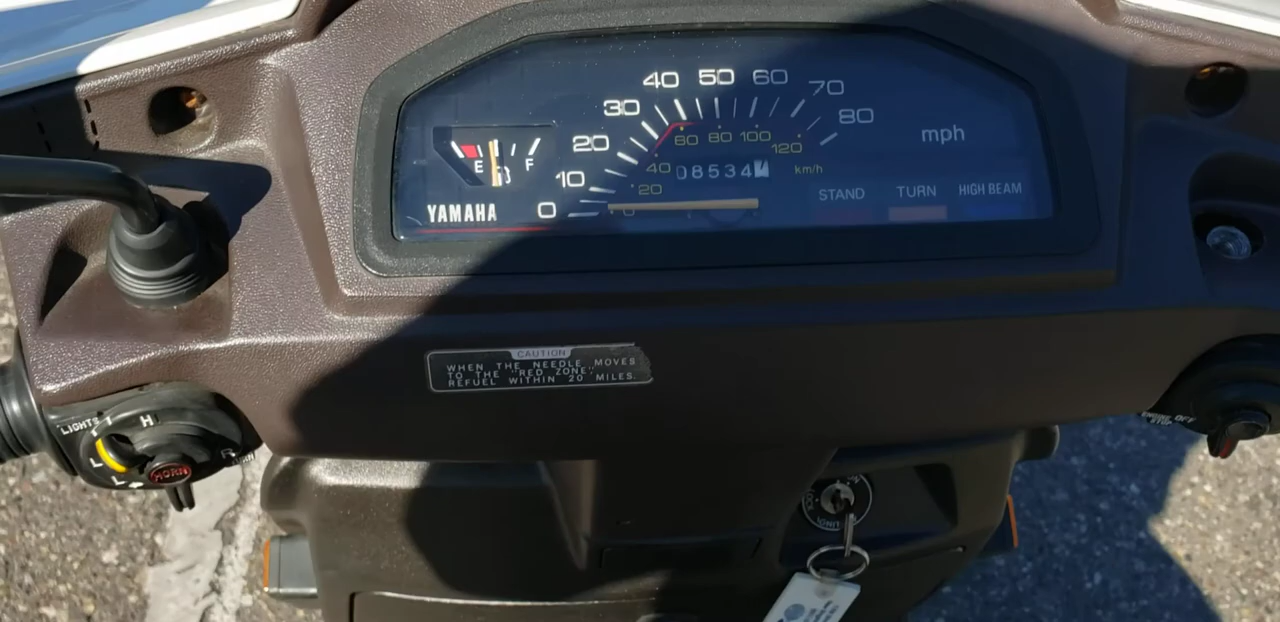 40 50 60
30 70
20 80
10
0
mph
E F
YAMAHA
40 60 80 100 120
20
0
km/h
08534
STAND TURN HIGH BEAM
CAUTION
WHEN THE NEEDLE MOVES
TO THE "RED ZONE",
REFUEL WITHIN 20 MILES.
LIGHTS
H
L
L
R
HORN
OFF
LOCK